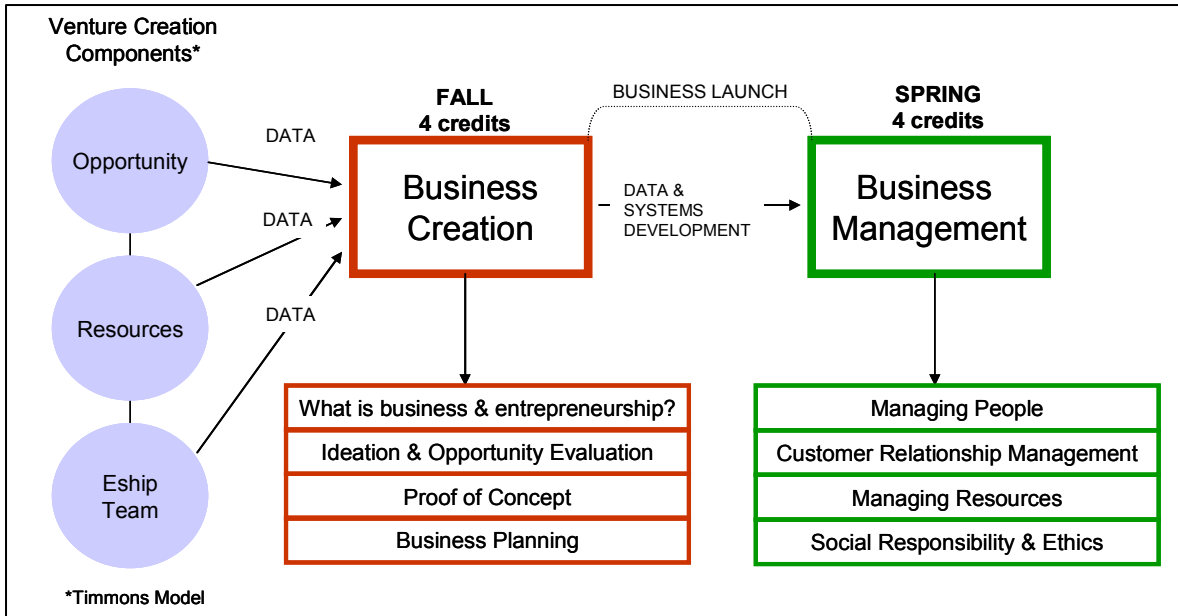 Venture Creation
Components*
Opportunity
Resources
Eship
Team
*Timmons Model
DATA
DATA
DATA
FALL
4 credits
Business
Creation
BUSINESS LAUNCH
DATA &
SYSTEMS
DEVELOPMENT
SPRING
4 credits
Business
Management
What is business & entrepreneurship?
Ideation & Opportunity Evaluation
Proof of Concept
Business Planning
Managing People
Customer Relationship Management
Managing Resources
Social Responsibility & Ethics